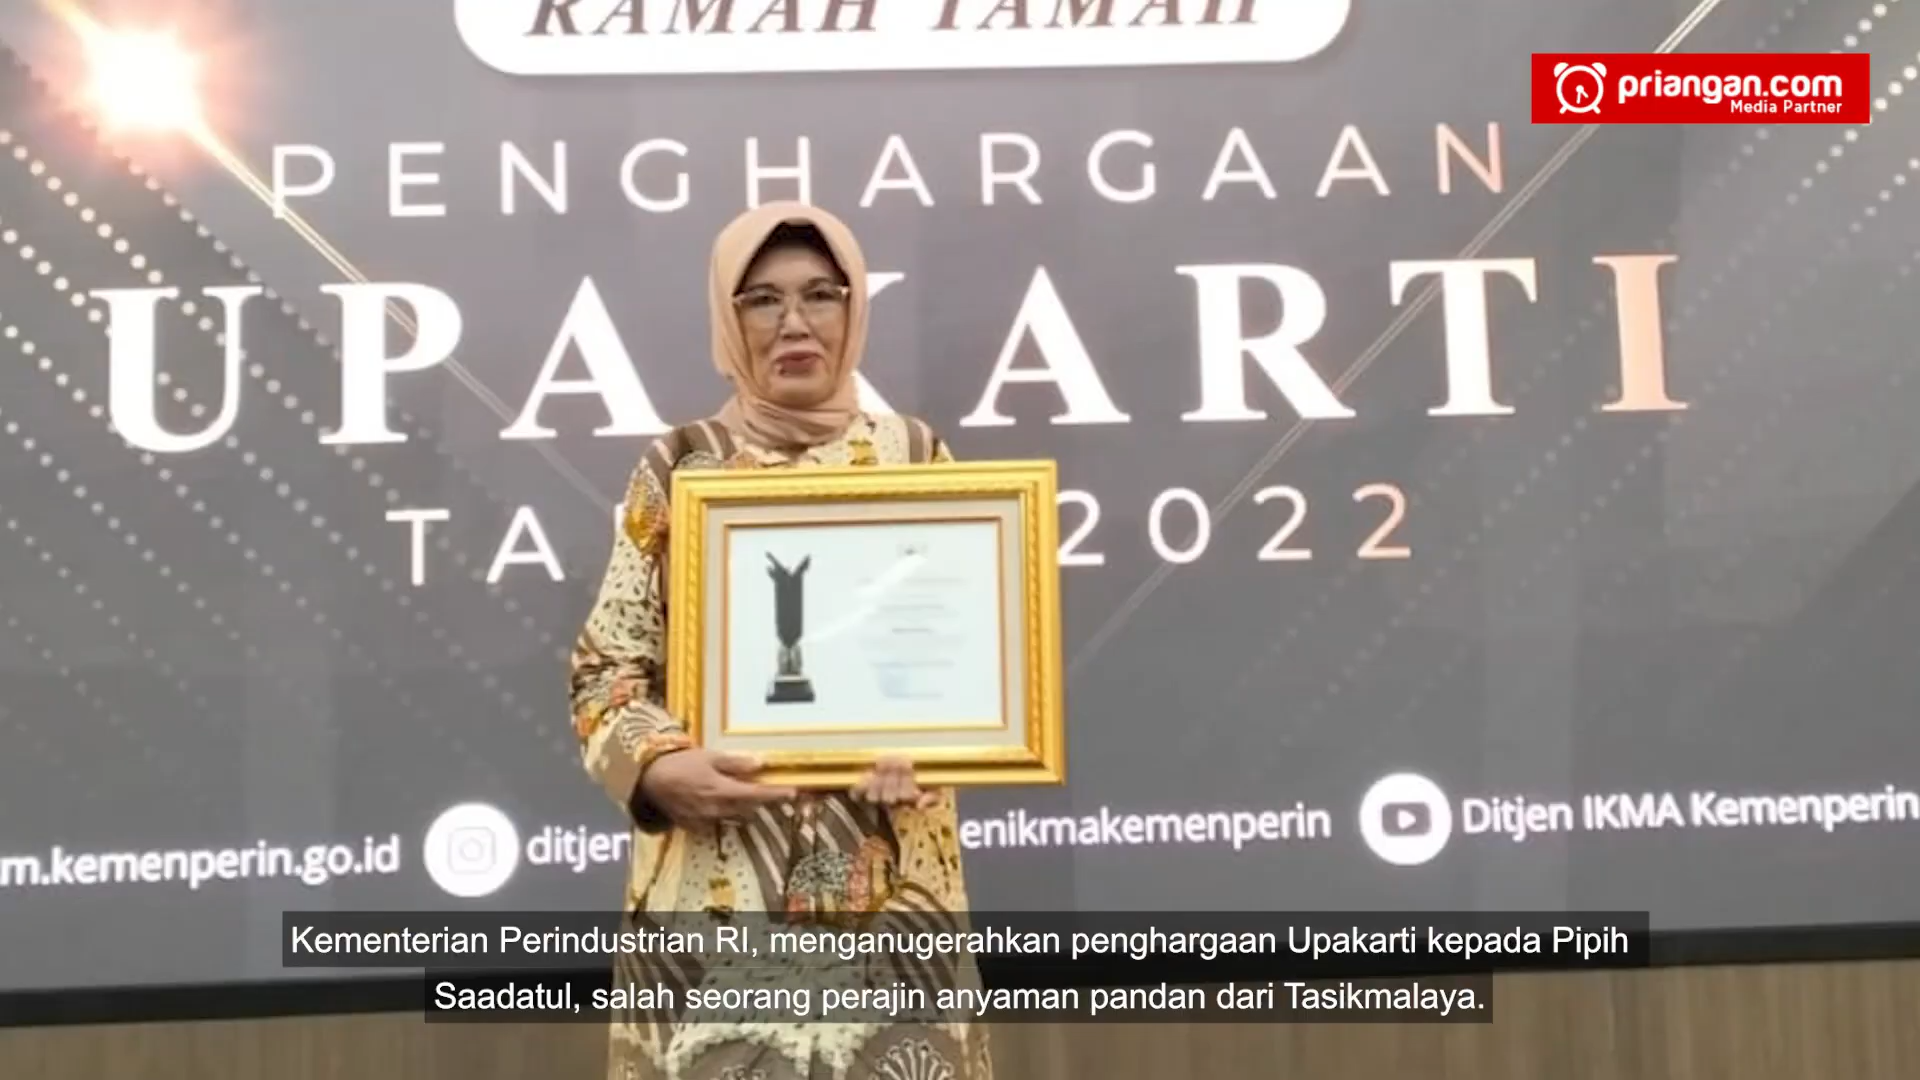 RAMAH TAMAH
priangan.com
Media Partner
PENGHARGAAN
UPAKARTI
TA 2022
m.kemenperin.go.id ditjen enikmakemenperin Ditjen IKMA Kemenperin
Kementerian Perindustrian RI, menganugerahkan penghargaan Upakarti kepada Pipih
Saadatul, salah seorang perajin anyaman pandan dari Tasikmalaya.